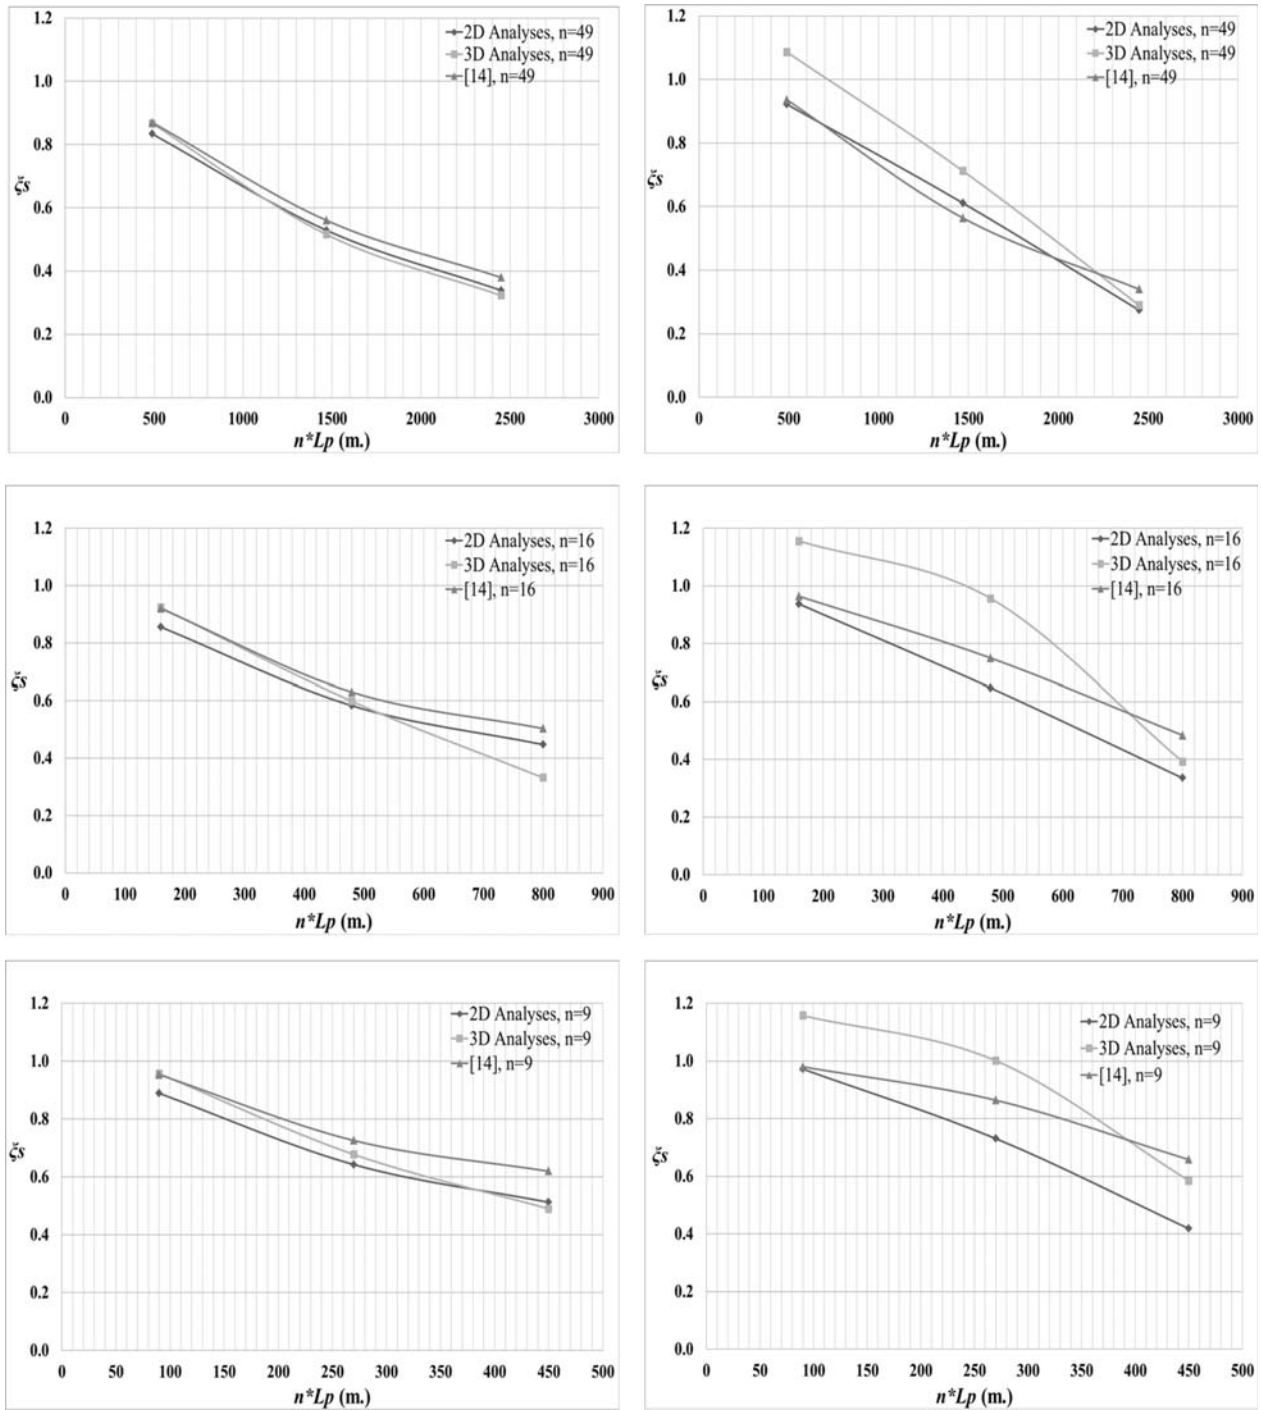 1.2
2D Analyses, n=49
3D Analyses, n=49
[14], n=49
1.0
0.8
ξs
0.6
0.4
0.2
0.0
0 500 1000 1500 2000 2500 3000
n*Lp (m.)
1.2
2D Analyses, n=49
3D Analyses, n=49
[14], n=49
1.0
0.8
ξs
0.6
0.4
0.2
0.0
0 500 1000 1500 2000 2500 3000
n*Lp (m.)
1.2
2D Analyses, n=16
3D Analyses, n=16
[14], n=16
1.0
0.8
ξs
0.6
0.4
0.2
0.0
0 100 200 300 400 500 600 700 800 900
n*Lp (m.)
1.2
2D Analyses, n=16
3D Analyses, n=16
[14], n=16
1.0
0.8
ξs
0.6
0.4
0.2
0.0
0 100 200 300 400 500 600 700 800 900
n*Lp (m.)
1.2
2D Analyses, n=9
3D Analyses, n=9
[14], n=9
1.0
0.8
ξs
0.6
0.4
0.2
0.0
0 50 100 150 200 250 300 350 400 450 500
n*Lp (m.)
1.2
2D Analyses, n=9
3D Analyses, n=9
[14], n=9
1.0
0.8
ξs
0.6
0.4
0.2
0.0
0 50 100 150 200 250 300 350 400 450 500
n*Lp (m.)